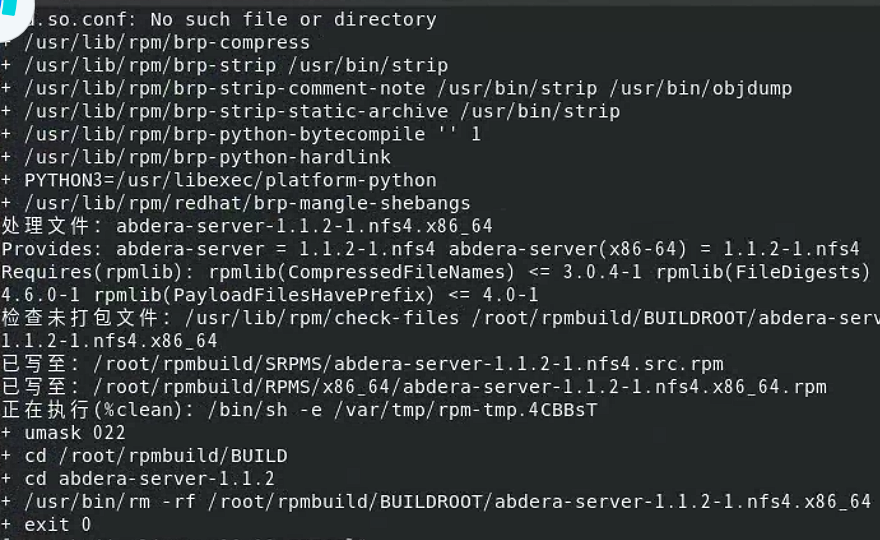 .so.conf: No such file or directory
+ /usr/lib/rpm/brp-compress
+ /usr/lib/rpm/brp-strip /usr/bin/strip
+ /usr/lib/rpm/brp-strip-comment-note /usr/bin/strip /usr/bin/objdump
+ /usr/lib/rpm/brp-strip-static-archive /usr/bin/strip
+ /usr/lib/rpm/brp-python-bytecompile '' 1
+ /usr/lib/rpm/brp-python-hardlink
+ PYTHON3=/usr/libexec/platform-python
+ /usr/lib/rpm/redhat/brp-mangle-shebangs
处理文件：abdera-server-1.1.2-1.nfs4.x86_64
Provides: abdera-server = 1.1.2-1.nfs4 abdera-server(x86-64) = 1.1.2-1.nfs4
Requires(rpmlib): rpmlib(CompressedFileNames) <= 3.0.4-1 rpmlib(FileDigests)
4.6.0-1 rpmlib(PayloadFilesHavePrefix) <= 4.0-1
检查未打包文件：/usr/lib/rpm/check-files /root/rpmbuild/BUILDROOT/abdera-serv
1.1.2-1.nfs4.x86_64
已写至：/root/rpmbuild/SRPMS/abdera-server-1.1.2-1.nfs4.src.rpm
已写至：/root/rpmbuild/RPMS/x86_64/abdera-server-1.1.2-1.nfs4.x86_64.rpm
正在执行(%clean)：/bin/sh -e /var/tmp/rpm-tmp.4CBBsT
+ umask 022
+ cd /root/rpmbuild/BUILD
+ cd abdera-server-1.1.2
+ /usr/bin/rm -rf /root/rpmbuild/BUILDROOT/abdera-server-1.1.2-1.nfs4.x86_64
+ exit 0